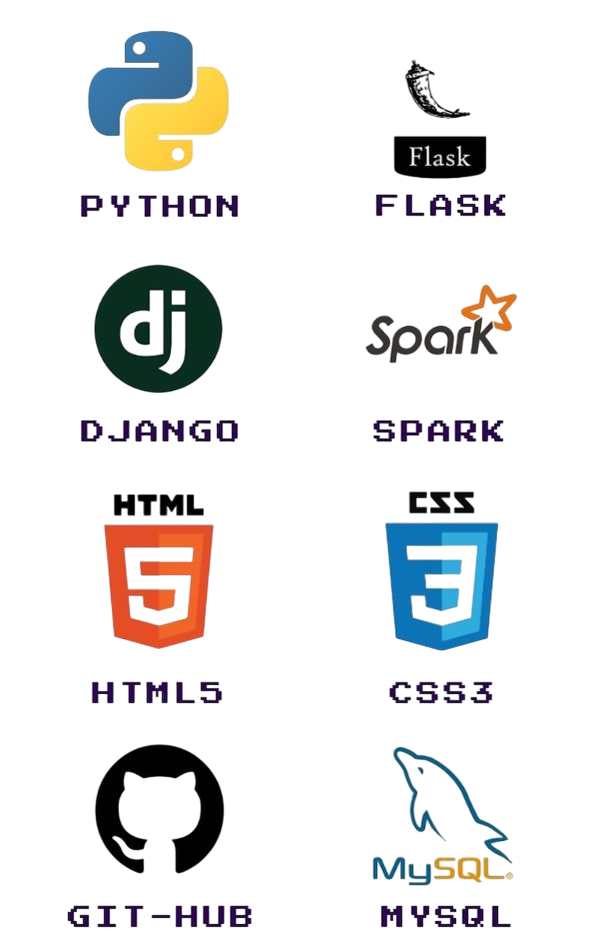 Flask
PYTHON
FLASK
dj
Spark
DJANGO
SPARK
HTML
CSS
5
3
HTML5
CSS3
MySQL®
GIT-HUB
MYSQL